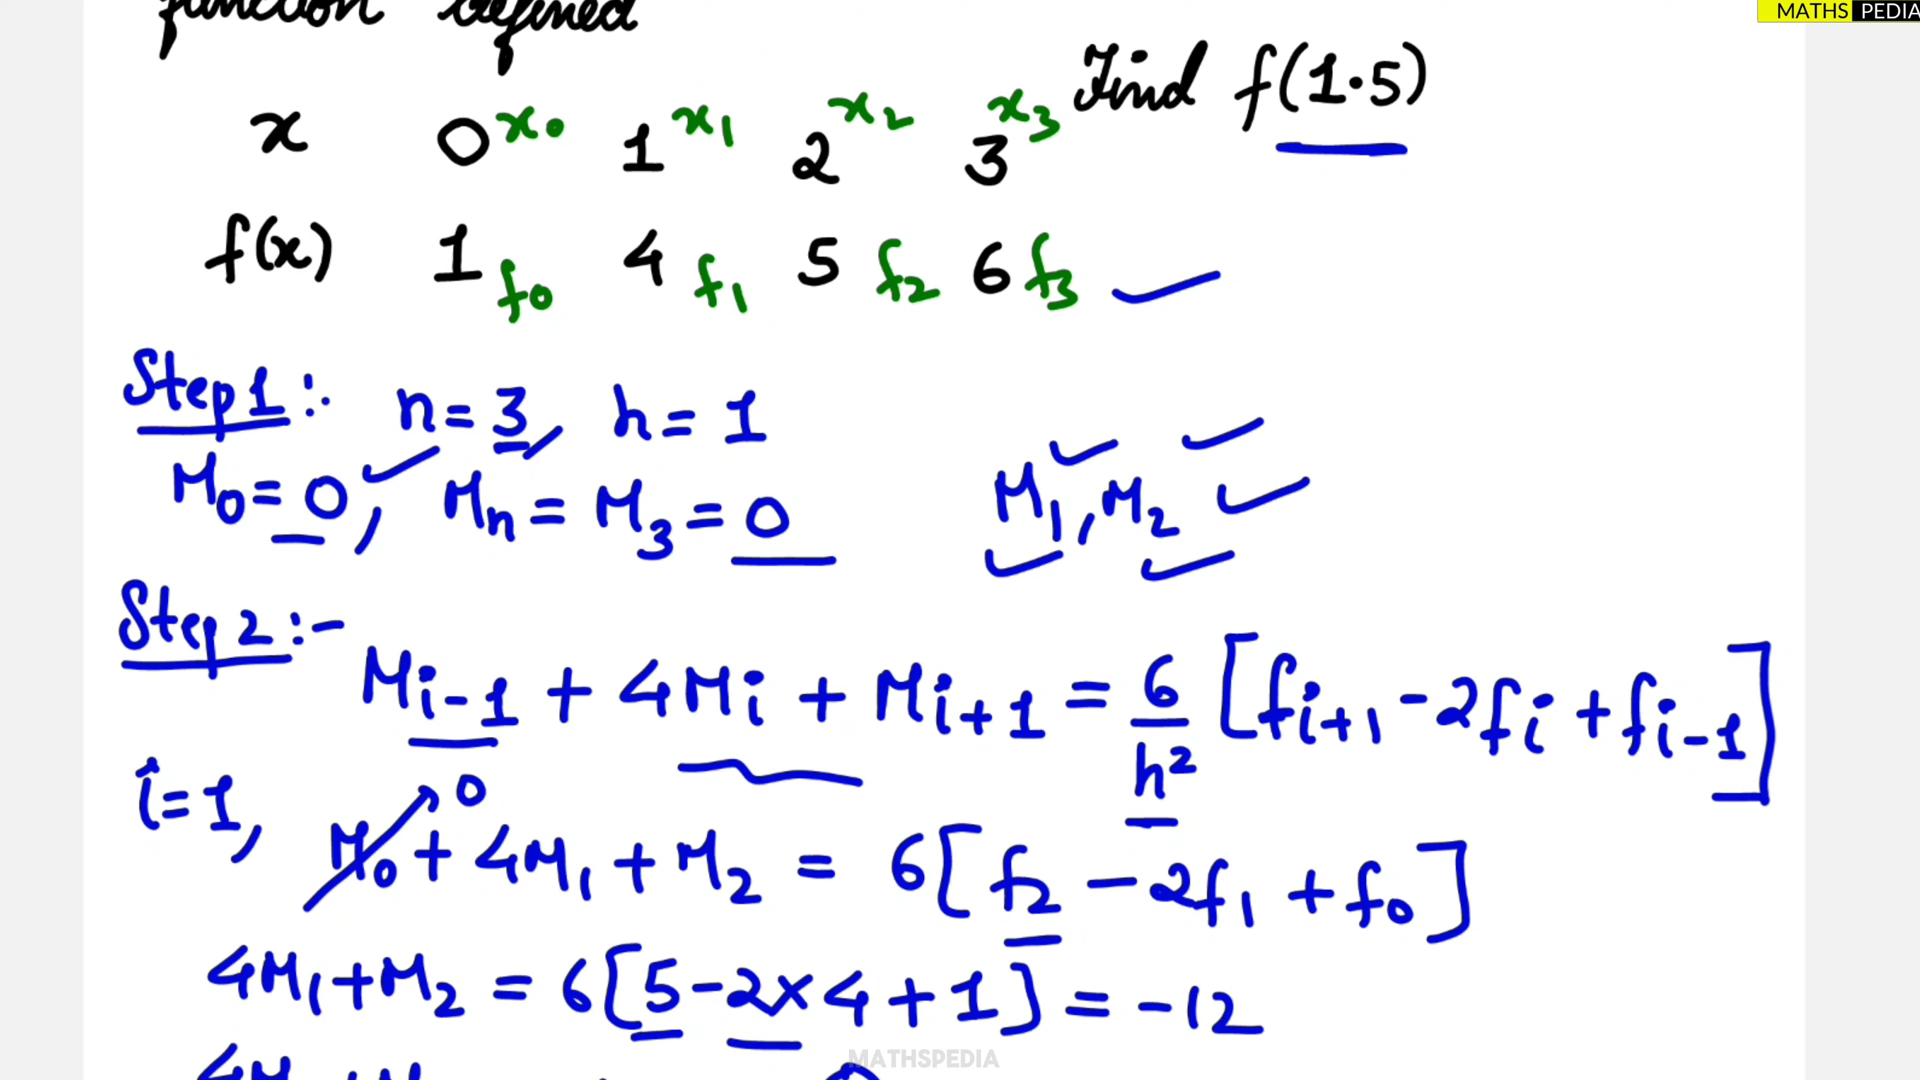 MATHS PEDIA
function defined
Find f(1.5)
x 0 x₀ 1 x₁ 2 x₂ 3 x₃
f(x) 1 f₀ 4 f₁ 5 f₂ 6 f₃
Step 1:- n = 3, h = 1
M₀ = 0, Mₙ = M₃ = 0 M₁, M₂
Step 2:-
Mᵢ₋₁ + 4Mᵢ + Mᵢ₊₁ = 6/h² [fᵢ₊₁ - 2fᵢ + fᵢ₋₁]
i = 1, 0
M₀ + 4M₁ + M₂ = 6[f₂ - 2f₁ + f₀]
4M₁ + M₂ = 6[5 - 2 × 4 + 1] = -12
MATHSPEDIA